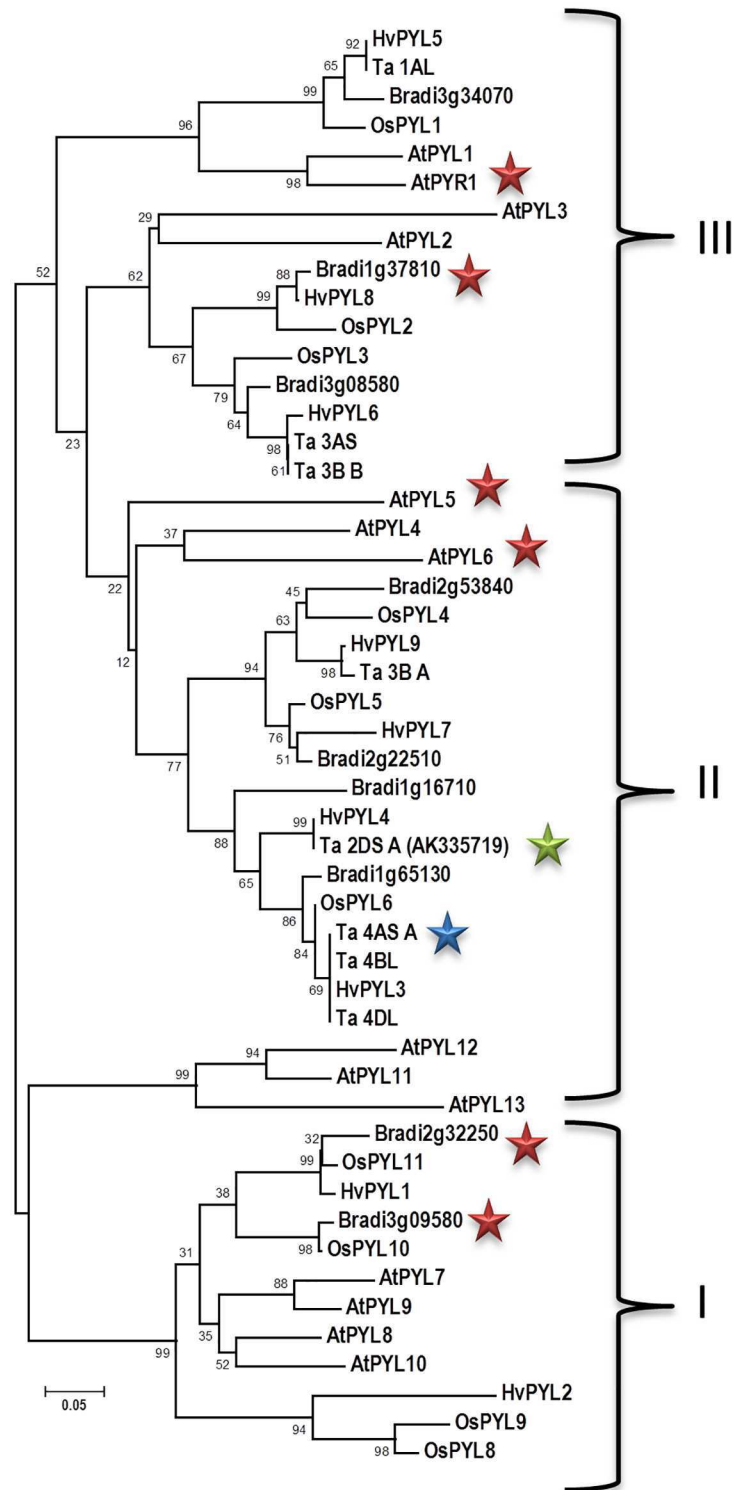 HvPYL5
92
Ta 1AL
65
Bradi3g34070
99
OsPYL1
96
AtPYL1
98
AtPYR1
AtPYL3
29
AtPYL2
III
52
62
Bradi1g37810
88
HvPYL8
99
OsPYL2
67
OsPYL3
79
Bradi3g08580
64
HvPYL6
23
98
Ta 3AS
61
Ta 3B B
AtPYL5
22
AtPYL4
37
AtPYL6
12
Bradi2g53840
45
OsPYL4
63
HvPYL9
94
98
Ta 3B A
OsPYL5
76
HvPYL7
51
Bradi2g22510
77
II
Bradi1g16710
88
HvPYL4
99
Ta 2DS A (AK335719)
65
Bradi1g65130
86
OsPYL6
84
Ta 4AS A
Ta 4BL
69
HvPYL3
Ta 4DL
AtPYL12
94
99
AtPYL11
AtPYL13
Bradi2g32250
32
99
OsPYL11
HvPYL1
38
Bradi3g09580
98
OsPYL10
31
AtPYL7
88
AtPYL9
I
35
AtPYL8
52
AtPYL10
99
HvPYL2
94
OsPYL9
98
OsPYL8
0.05